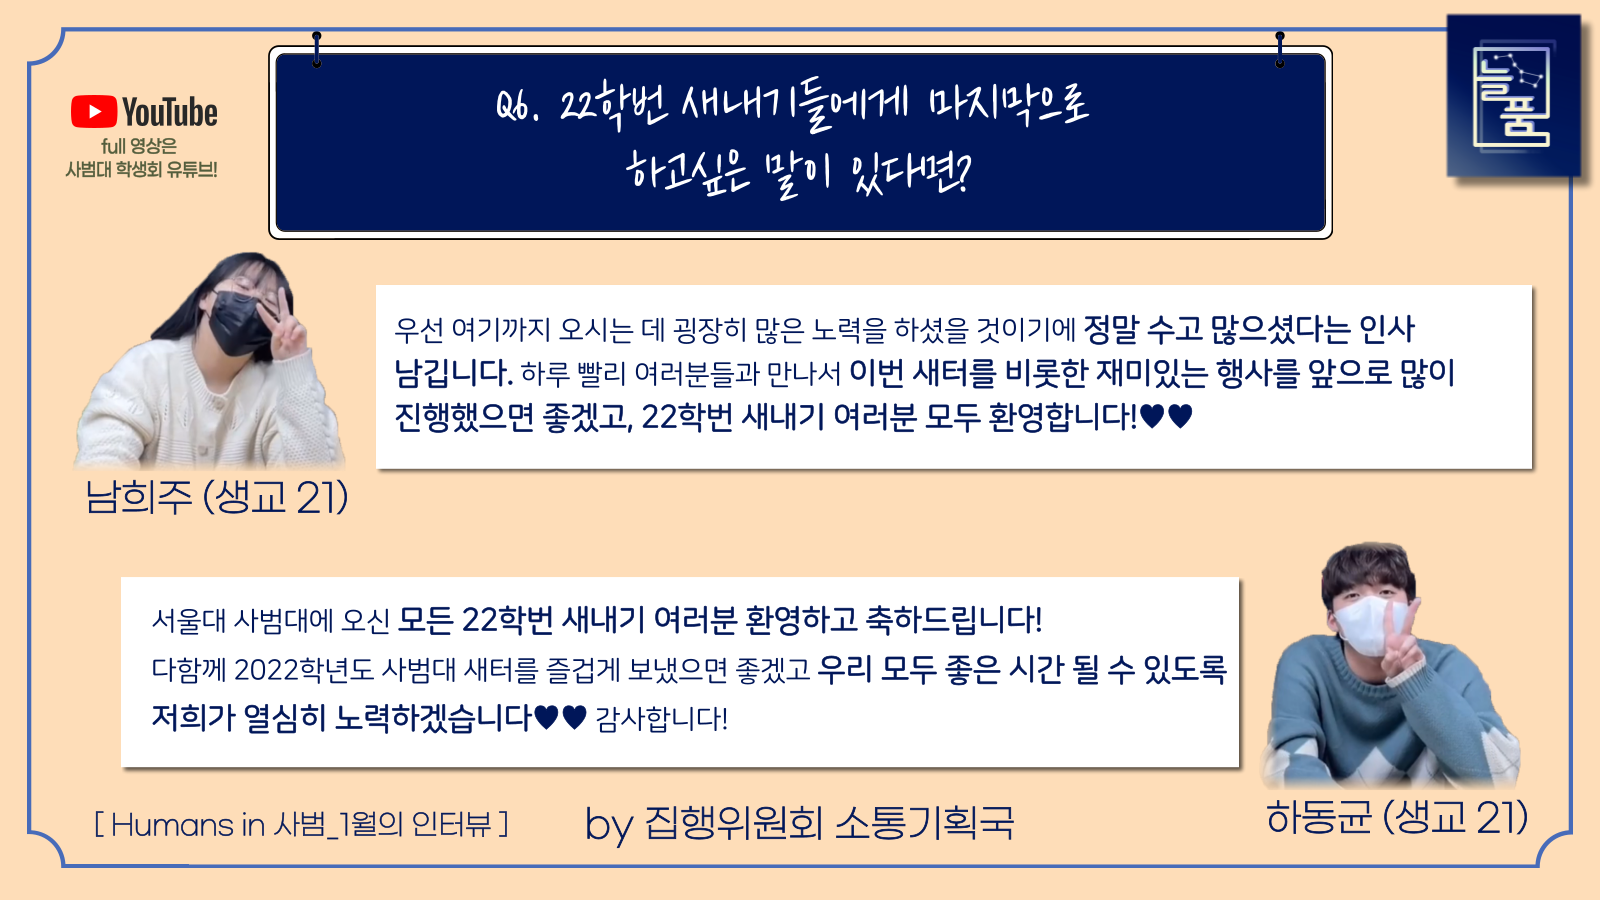 Q6. 22학번 새내기들에게 마지막으로
하고싶은 말이 있다면?
YouTube
full 영상은
사범대 학생회 유튜브!
늘품
우선 여기까지 오시는 데 굉장히 많은 노력을 하셨을 것이기에 정말 수고 많으셨다는 인사
남깁니다. 하루 빨리 여러분들과 만나서 이번 새터를 비롯한 재미있는 행사를 앞으로 많이
진행했으면 좋겠고, 22학번 새내기 여러분 모두 환영합니다!♥♥
남희주 (생교 21)
서울대 사범대에 오신 모든 22학번 새내기 여러분 환영하고 축하드립니다!
다함께 2022학년도 사범대 새터를 즐겁게 보냈으면 좋겠고 우리 모두 좋은 시간 될 수 있도록
저희가 열심히 노력하겠습니다♥♥ 감사합니다!
하동균 (생교 21)
[ Humans in 사범_1월의 인터뷰 ]
by 집행위원회 소통기획국